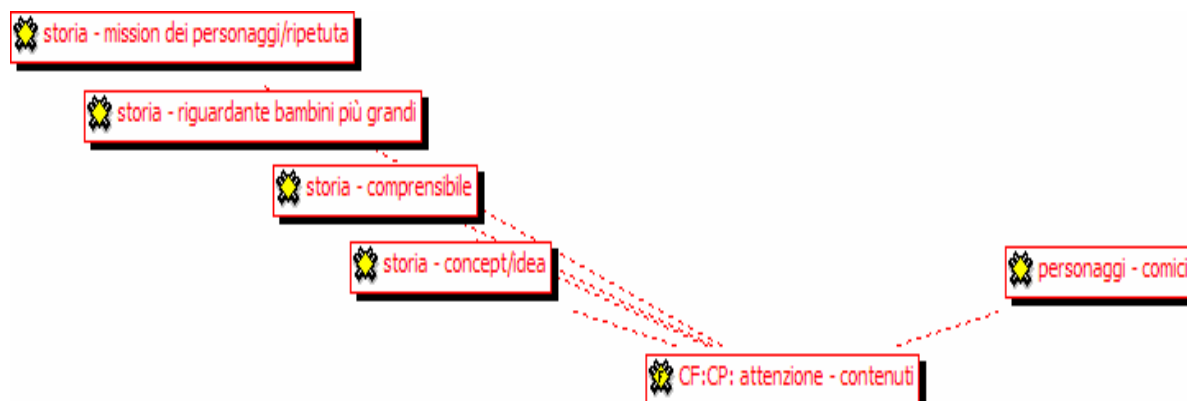 storia - mission dei personaggi/ripetuta
storia - riguardante bambini più grandi
storia - comprensibile
storia - concept/idea
personaggi - comici
F CF:CP: attenzione - contenuti